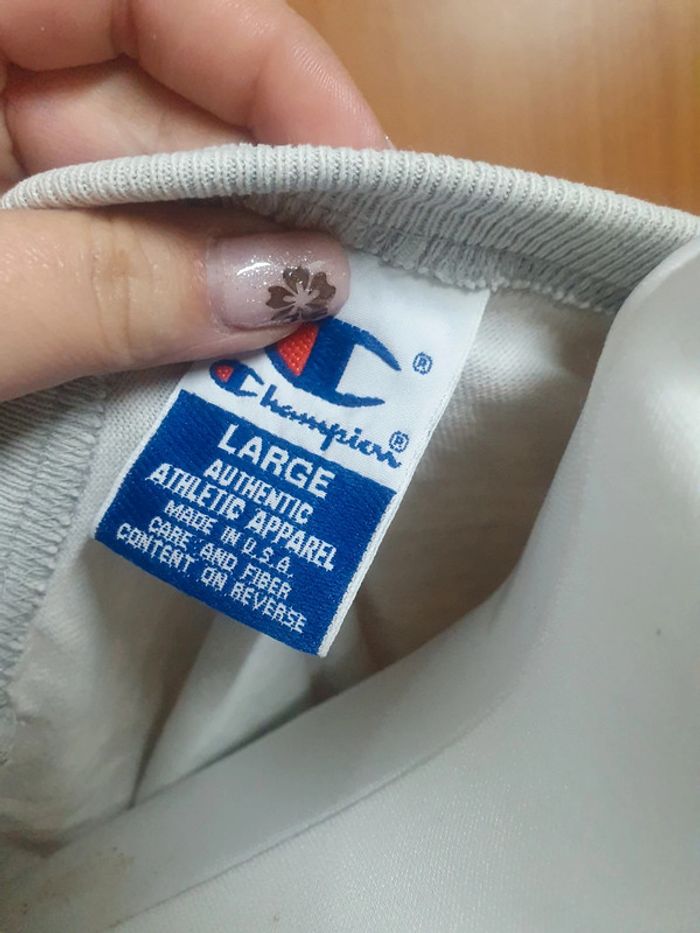 ®
Champion®
LARGE
AUTHENTIC
ATHLETIC APPAREL
MADE IN U.S.A.
CARE AND FIBER
CONTENT ON REVERSE